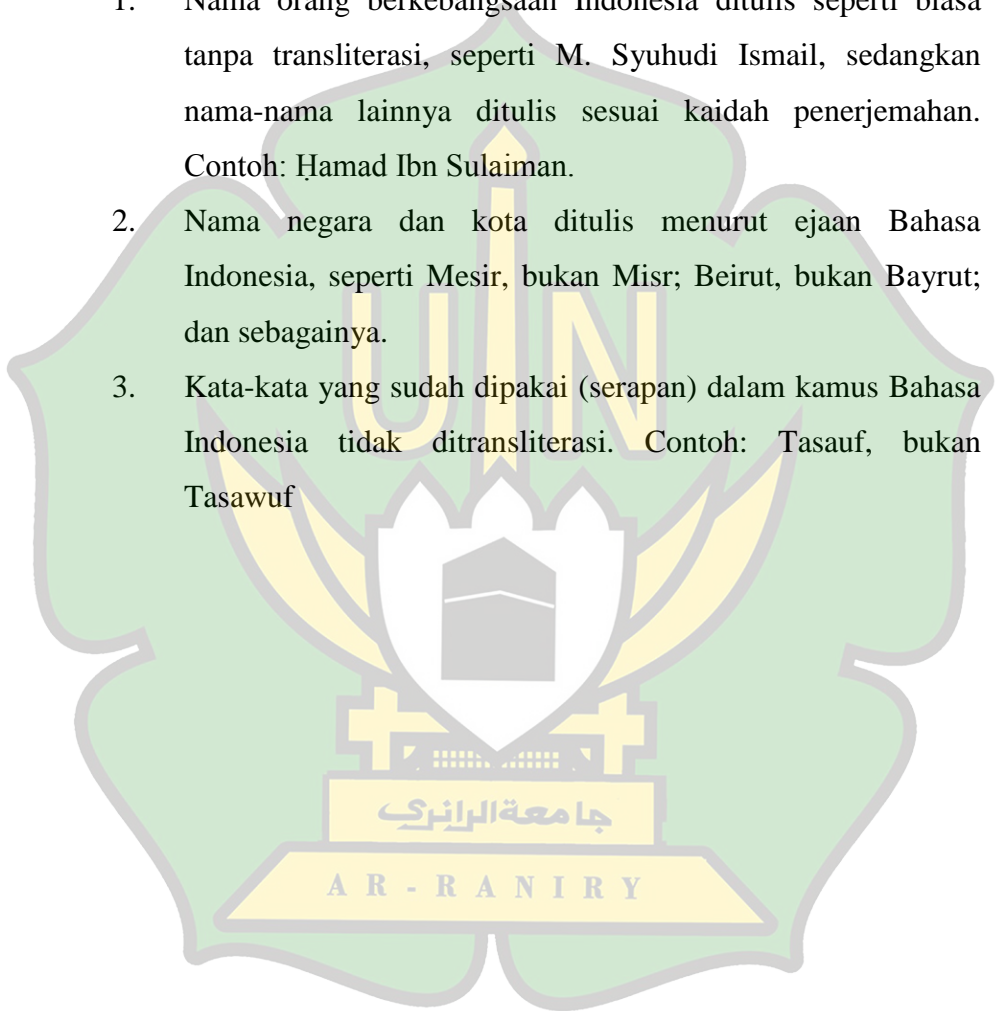 1. Nama orang berkebangsaan Indonesia ditulis seperti biasa
tanpa transliterasi, seperti M. Syuhudi Ismail, sedangkan
nama-nama lainnya ditulis sesuai kaidah penerjemahan.
Contoh: Ḥamad Ibn Sulaiman.
2. Nama negara dan kota ditulis menurut ejaan Bahasa
Indonesia, seperti Mesir, bukan Misr; Beirut, bukan Bayrut;
dan sebagainya.
3. Kata-kata yang sudah dipakai (serapan) dalam kamus Bahasa
Indonesia tidak ditransliterasi. Contoh: Tasauf, bukan
Tasawuf
UIN
جامعة الرانري
AR-RANIRY